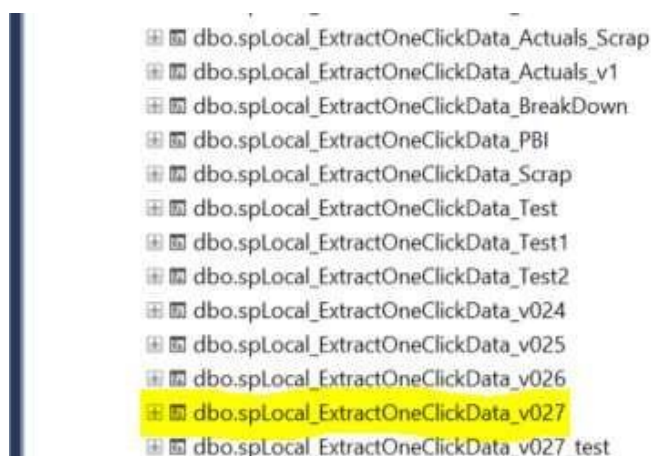 dbo.spLocal_ExtractOneClickData_Actuals_Scrap
dbo.spLocal_ExtractOneClickData_Actuals_v1
dbo.spLocal_ExtractOneClickData_BreakDown
dbo.spLocal_ExtractOneClickData_PBI
dbo.spLocal_ExtractOneClickData_Scrap
dbo.spLocal_ExtractOneClickData_Test
dbo.spLocal_ExtractOneClickData_Test1
dbo.spLocal_ExtractOneClickData_Test2
dbo.spLocal_ExtractOneClickData_v024
dbo.spLocal_ExtractOneClickData_v025
dbo.spLocal_ExtractOneClickData_v026
dbo.spLocal_ExtractOneClickData_v027
dbo.spLocal_ExtractOneClickData_v027_test